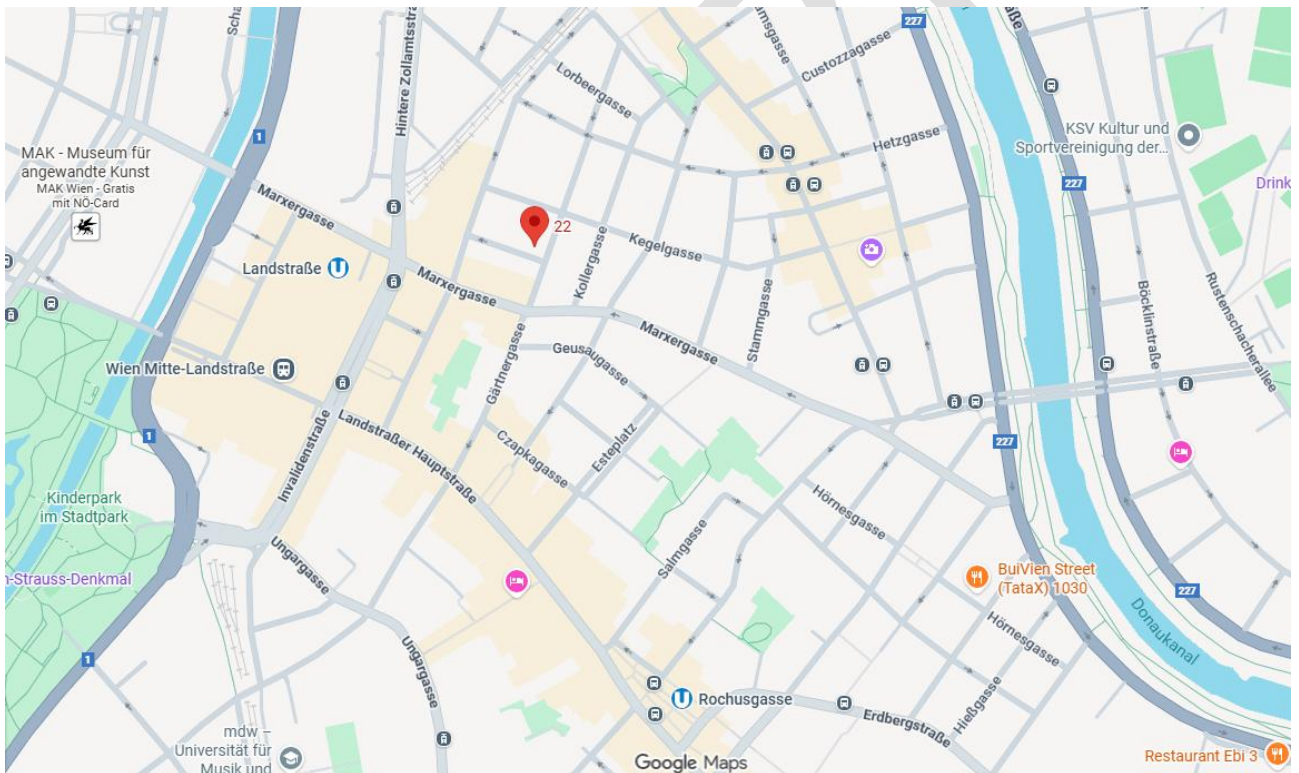 227
Custozzagasse
Lorbeergasse
Hintere Zollamtsstra
1
KSV Kultur und
Sportvereinigung der...
Hetzgasse
MAK - Museum für
angewandte Kunst
MAK Wien - Gratis
mit NÖ-Card
227
Drink
Marxergasse
22
Kegelgasse
Kollergasse
Landstraße
U
Marxergasse
Böcklinstraße
Rustenschacherallee
Marxergasse
Stammgasse
Geusaugasse
Gärtnergasse
Wien Mitte-Landstraße
1
Landstraßer Hauptstraße
Czapkagasse
Esteplatz
Invalidenstraße
227
Kinderpark
im Stadtpark
Hörnesgasse
Salmgasse
Ungargasse
n-Strauss-Denkmal
BuiVien Street
(TataX) 1030
227
Donaukanal
Hörnesgasse
Ungargasse
1
U
Rochusgasse
Erdbergstraße
Hießgasse
mdw –
Universität für
Musik und
Google Maps
Restaurant Ebi 3